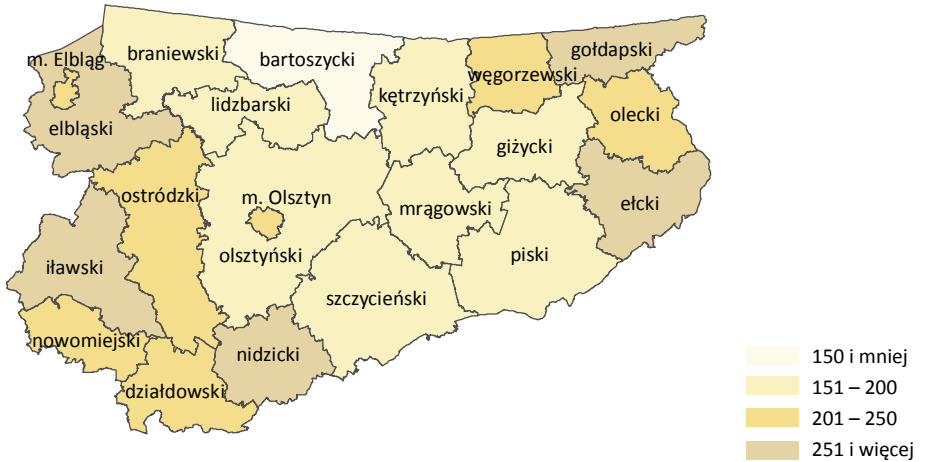 braniewski
bartoszycki
gołdapski
m. Elbląg
węgorzewski
kętrzyński
lidzbarski
olecki
elbląski
giżycki
ostródzki
m. Olsztyn
mrągowski
ełcki
olsztyński
piski
iławski
szczycieński
nowomiejski
nidzicki
działdowski
150 i mniej
151 – 200
201 – 250
251 i więcej